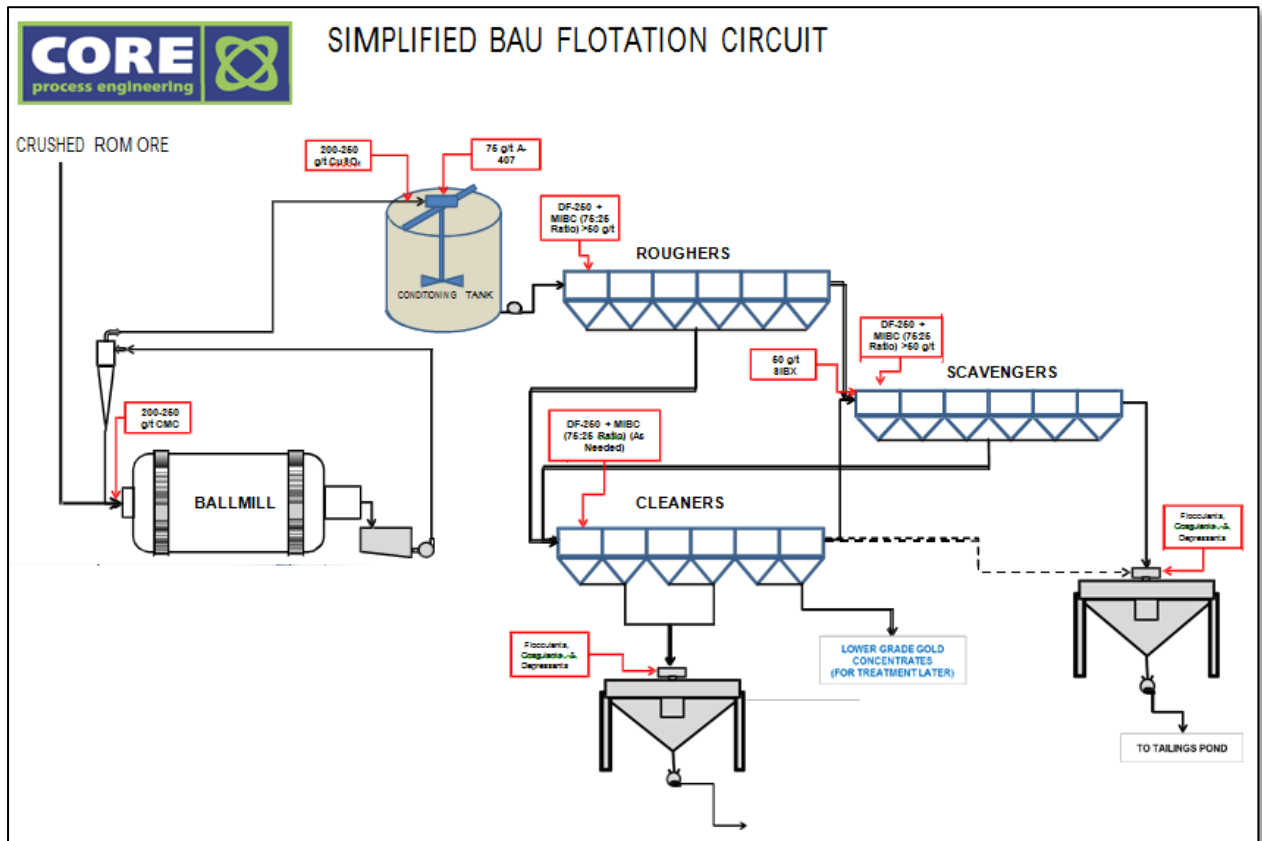 CORE
process engineering
SIMPLIFIED BAU FLOTATION CIRCUIT
CRUSHED ROM ORE
200-250
g/t CuSO₄
75 g/t A-
407
DF-250 +
MIBC (75:25
Ratio) >50 g/t
ROUGHERS
CONDITIONING TANK
DF-250 +
MIBC (75:25
Ratio) >50 g/t
50 g/t
SIBX
SCAVENGERS
200-250
g/t CMC
DF-250 + MIBC
(75:25 Ratio) (As
Needed)
BALLMILL
CLEANERS
Flocculants,
Coagulants, &
Depressants
Flocculants,
Coagulants, &
Depressants
LOWER GRADE GOLD
CONCENTRATES
(FOR TREATMENT LATER)
TO TAILINGS POND